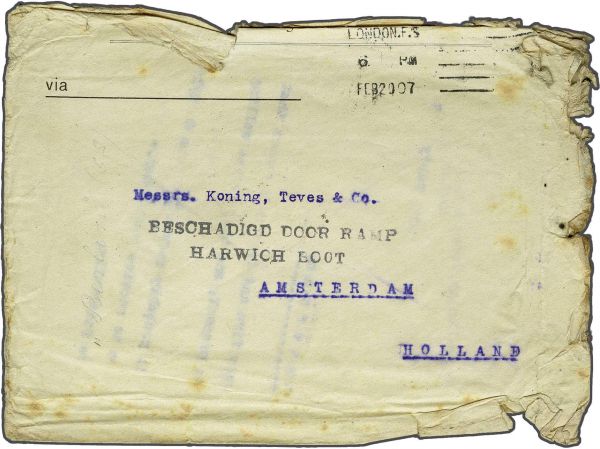 LONDON.F.S
6 PM
FEB 20 07
via
Messrs. Koning, Teves & Co.
BESCHADIGD DOOR RAMP
HARWICH BOOT
AMSTERDAM
HOLLAND